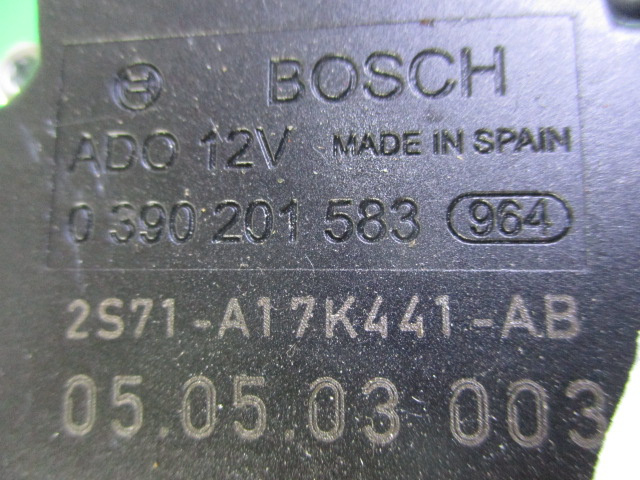 BOSCH
ADO 12V MADE IN SPAIN
0 390 201 583 964
2S71-A17K441-AB
05.05.03 003